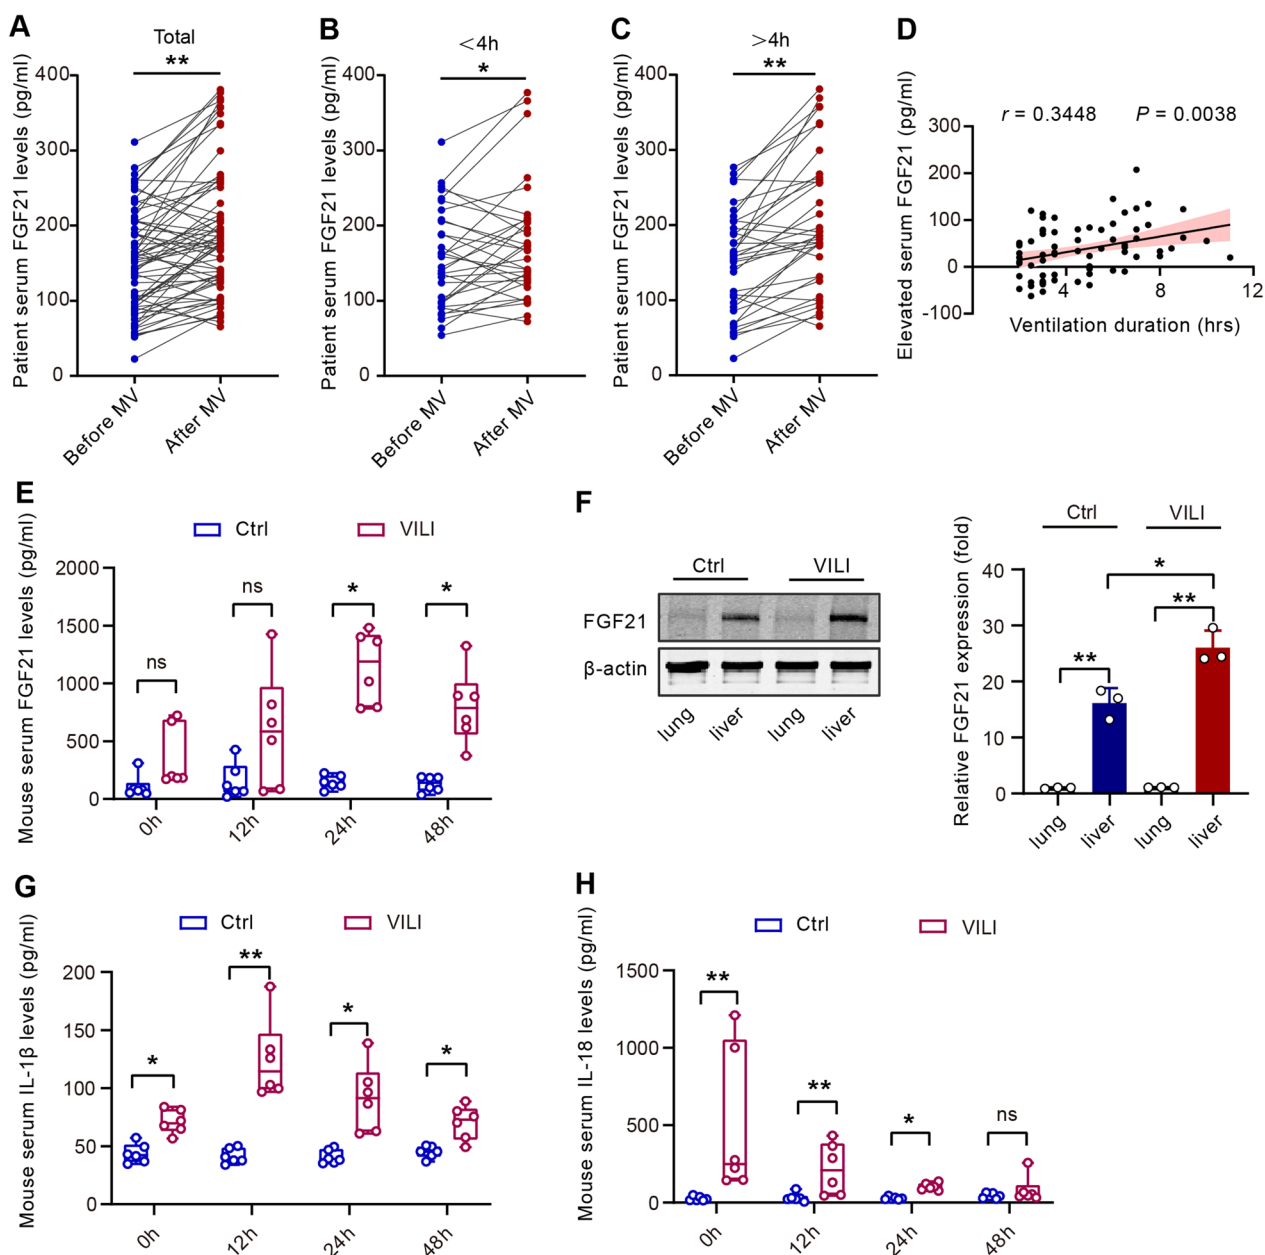 A
Total
**
Patient serum FGF21 levels (pg/ml)
400
300
200
100
0
Before MV
After MV
B
<4h
*
Patient serum FGF21 levels (pg/ml)
400
300
200
100
0
Before MV
After MV
C
>4h
**
Patient serum FGF21 levels (pg/ml)
400
300
200
100
0
Before MV
After MV
D
r = 0.3448
P = 0.0038
Elevated serum FGF21 (pg/ml)
300
200
100
0
-100
4
8
12
Ventilation duration (hrs)
E
Ctrl
VILI
Mouse serum FGF21 levels (pg/ml)
2000
1500
1000
500
0
ns
ns
*
*
0h
12h
24h
48h
F
Ctrl
VILI
FGF21
β-actin
lung
liver
lung
liver
Ctrl
VILI
Relative FGF21 expression (fold)
40
30
20
10
0
*
**
**
lung
liver
lung
liver
G
Ctrl
VILI
Mouse serum IL-1β levels (pg/ml)
200
150
100
50
0
*
**
*
*
0h
12h
24h
48h
H
Ctrl
VILI
Mouse serum IL-18 levels (pg/ml)
1500
1000
500
0
**
**
*
ns
0h
12h
24h
48h